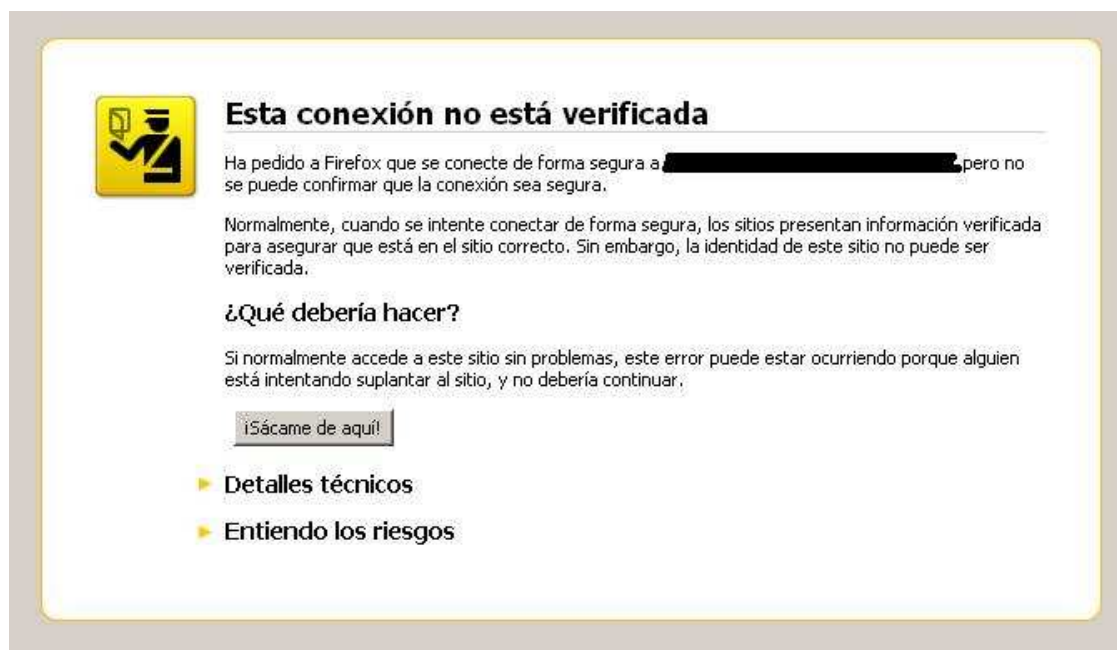 Esta conexión no está verificada
Ha pedido a Firefox que se conecte de forma segura a pero no
se puede confirmar que la conexión sea segura.
Normalmente, cuando se intente conectar de forma segura, los sitios presentan información verificada
para asegurar que está en el sitio correcto. Sin embargo, la identidad de este sitio no puede ser
verificada.
¿Qué debería hacer?
Si normalmente accede a este sitio sin problemas, este error puede estar ocurriendo porque alguien
está intentando suplantar al sitio, y no debería continuar.
¡Sácame de aquí!
Detalles técnicos
Entiendo los riesgos